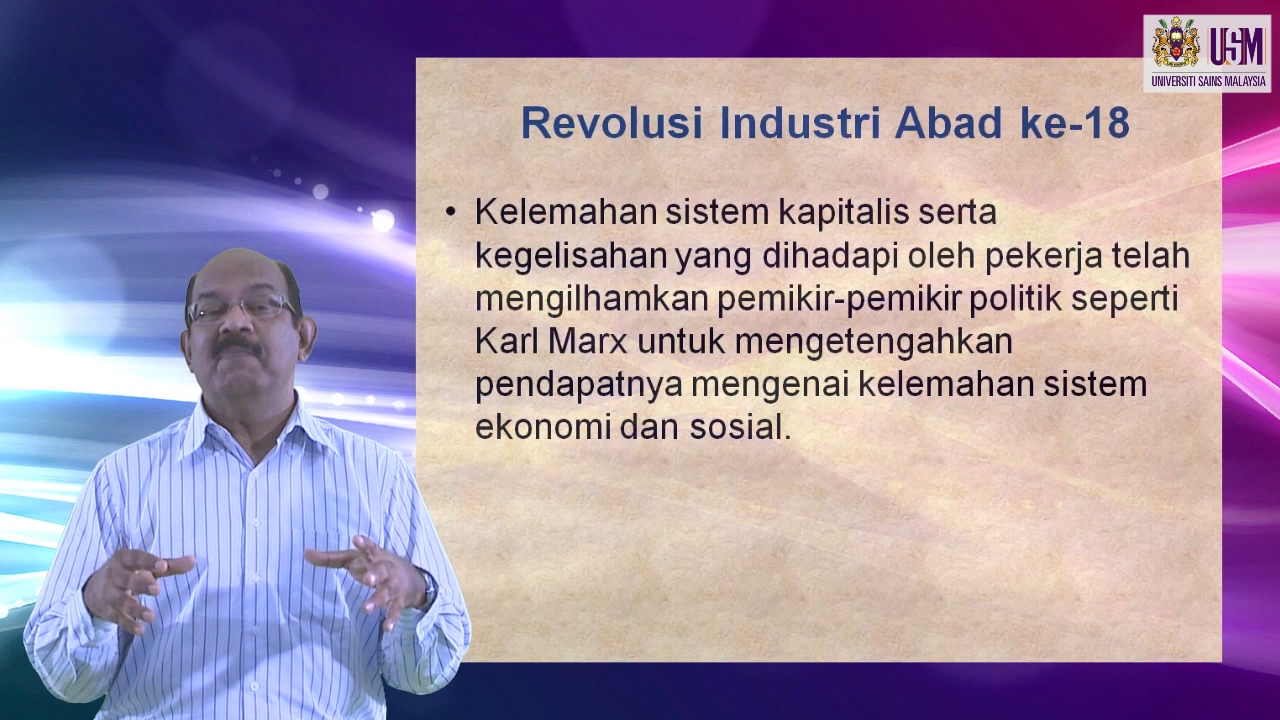 USM
UNIVERSITI SAINS MALAYSIA
Revolusi Industri Abad ke-18
• Kelemahan sistem kapitalis serta
kegelisahan yang dihadapi oleh pekerja telah
mengilhamkan pemikir-pemikir politik seperti
Karl Marx untuk mengetengahkan
pendapatnya mengenai kelemahan sistem
ekonomi dan sosial.